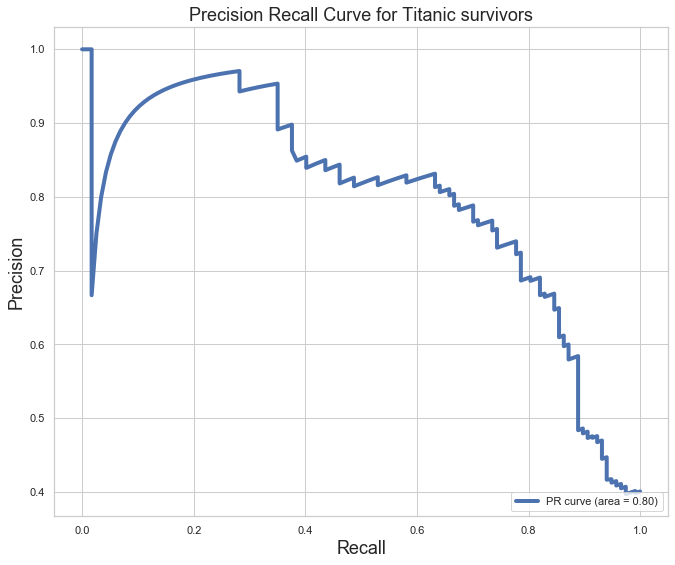 Precision Recall Curve for Titanic survivors
1.0
0.9
0.8
0.7
0.6
0.5
0.4
Precision
PR curve (area = 0.80)
0.0 0.2 0.4 0.6 0.8 1.0
Recall